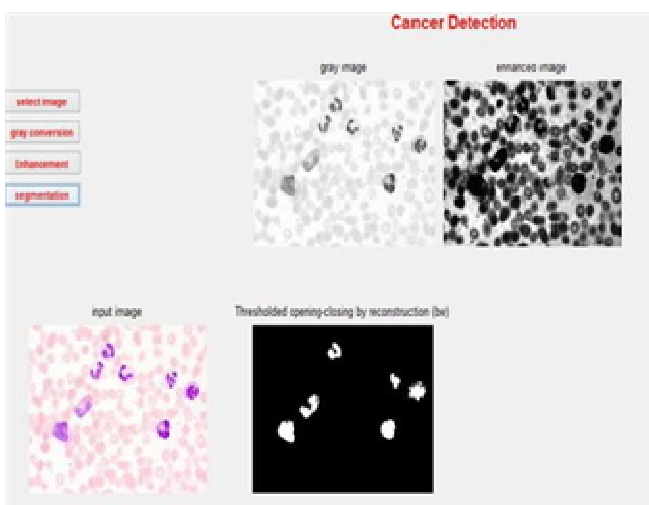 Cancer Detection
gray image
enhanced image
select image
gray conversion
Enhancement
segmentation
input image
Thresholded opening-closing by reconstruction (bw)